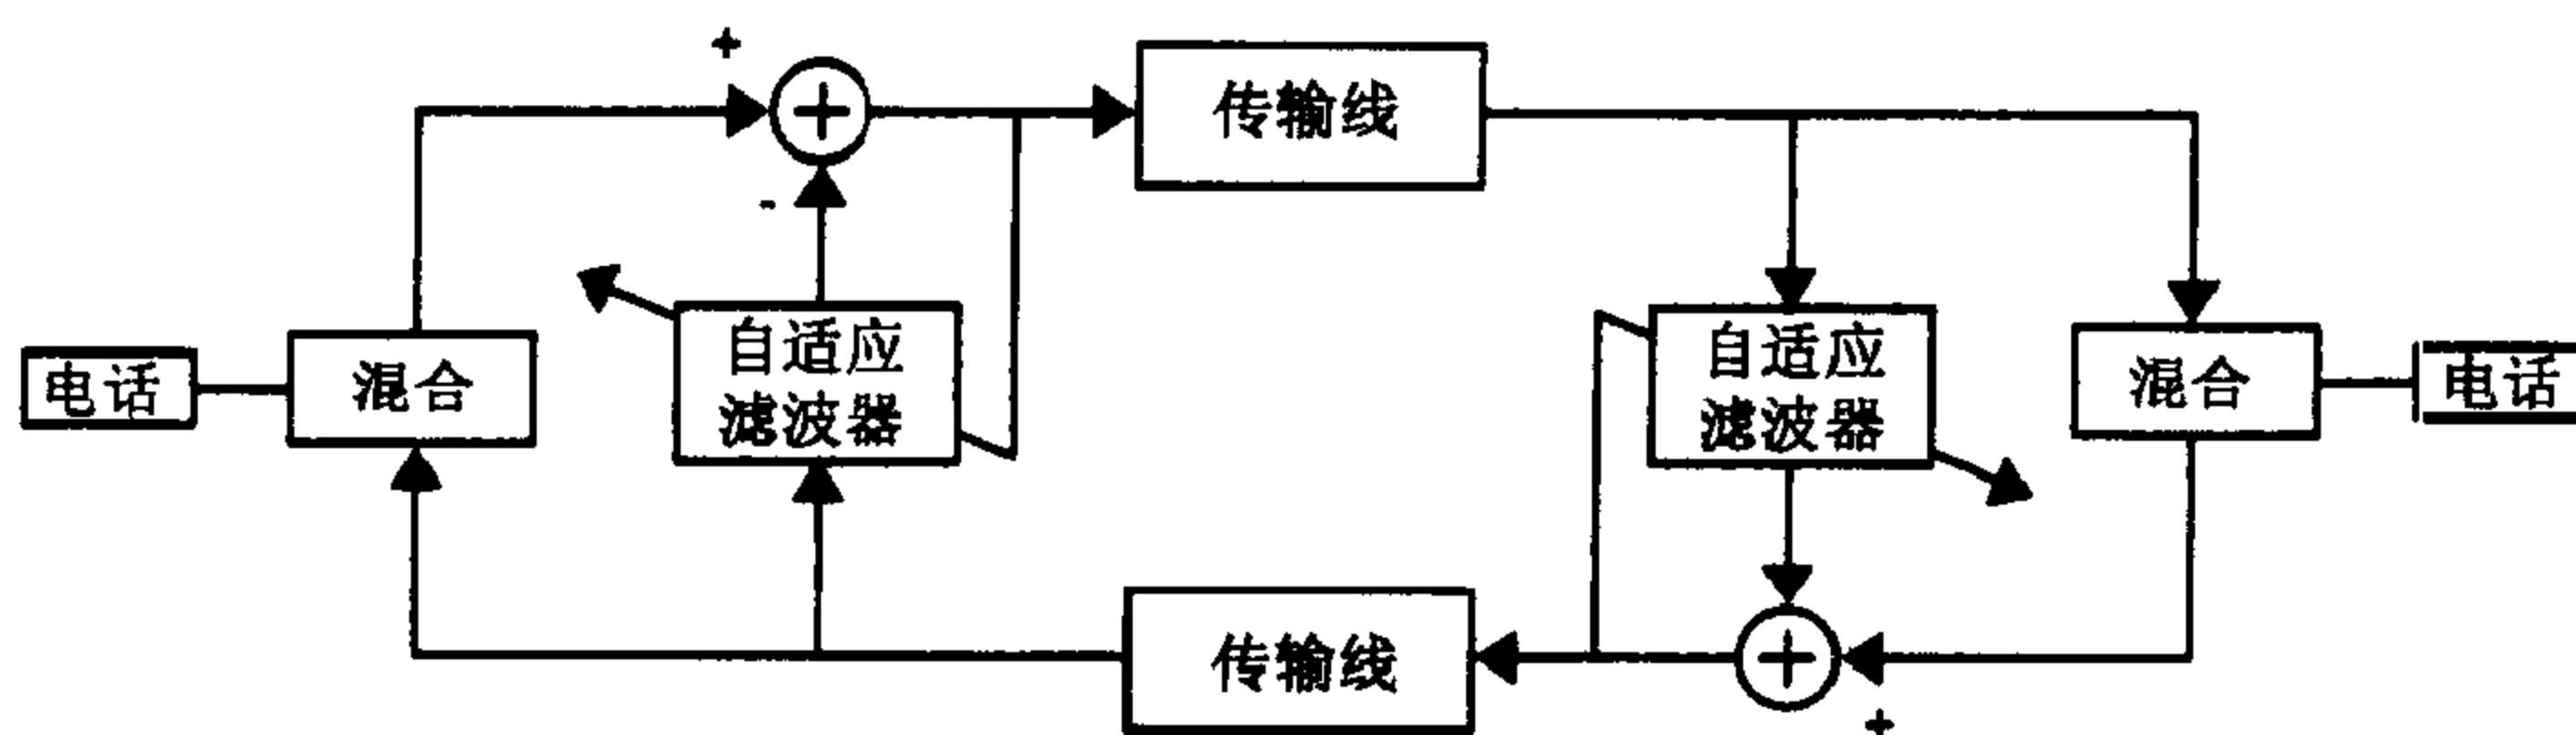 +
+
传输线
-
自适应
滤波器
电话
混合
自适应
滤波器
混合
电话
传输线
+
+